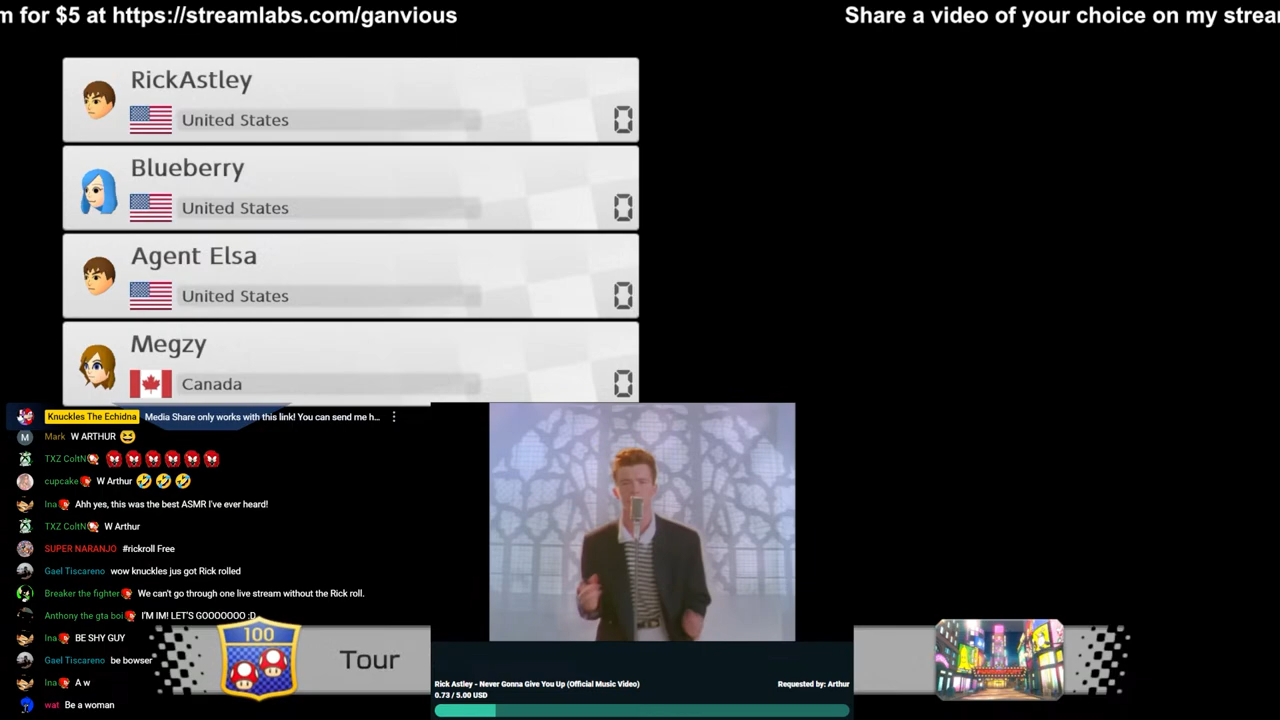 m for $5 at https://streamlabs.com/ganvious
Share a video of your choice on my strea
RickAstley
United States
0
Blueberry
United States
0
Agent Elsa
United States
0
Megzy
Canada
0
Knuckles The Echidna Media Share only works with this link! You can send me h...
M Mark W ARTHUR
TXZ ColtN
cupcake W Arthur
Ina Ahh yes, this was the best ASMR I've ever heard!
TXZ ColtN W Arthur
SUPER NARANJO #rickroll Free
Gael Tiscareno wow knuckles jus got Rick rolled
Breaker the fighter We can't go through one live stream without the Rick roll.
Anthony the gta boi I'M IM! LET'S GOOOOOOO :D
Ina BE SHY GUY
Gael Tiscareno be bowser
Ina A w
wat Be a woman
100
Tour
Rick Astley - Never Gonna Give You Up (Official Music Video)
Requested by: Arthur
0.73 / 5.00 USD